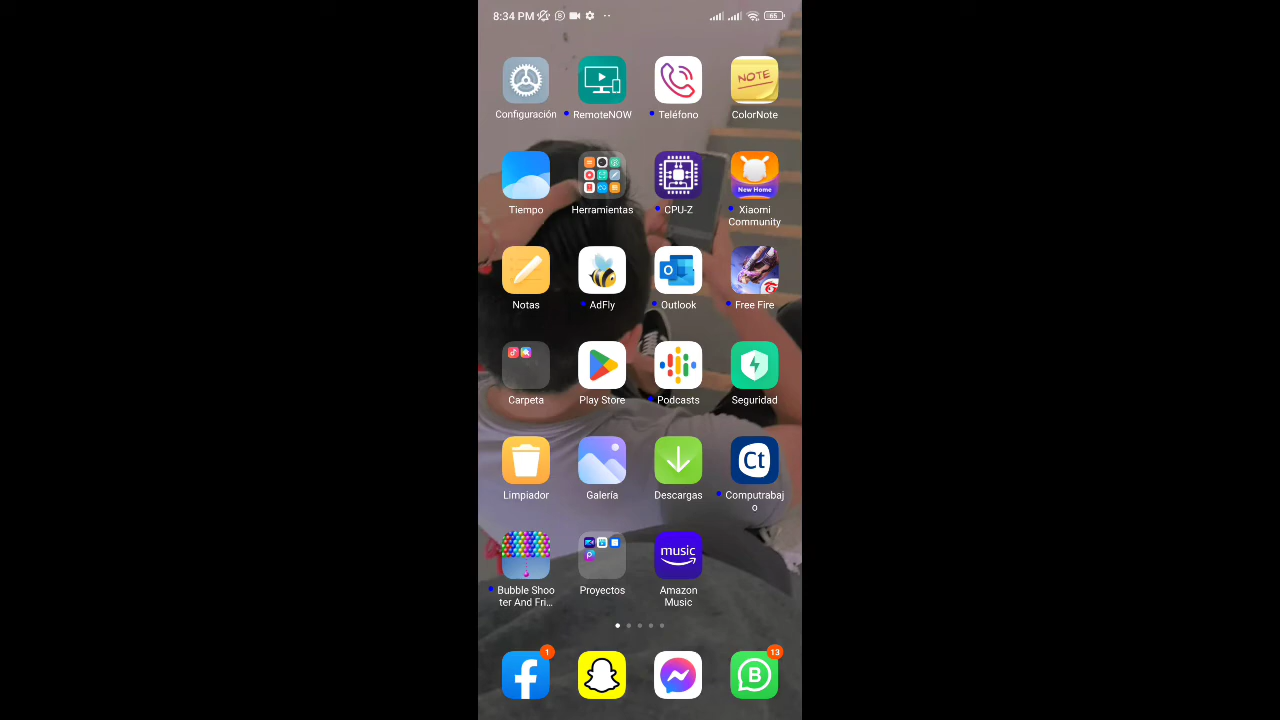 8:34 PM 65
Configuración RemoteNOW Teléfono ColorNote
NOTE
Tiempo Herramientas CPU-Z Xiaomi
Community
New Home
Notas AdFly Outlook Free Fire
Carpeta Play Store Podcasts Seguridad
Ct
Limpiador Galería Descargas Computrabaj
o
music
Bubble Shoo Proyectos Amazon
ter And Fri... Music
1 13
B